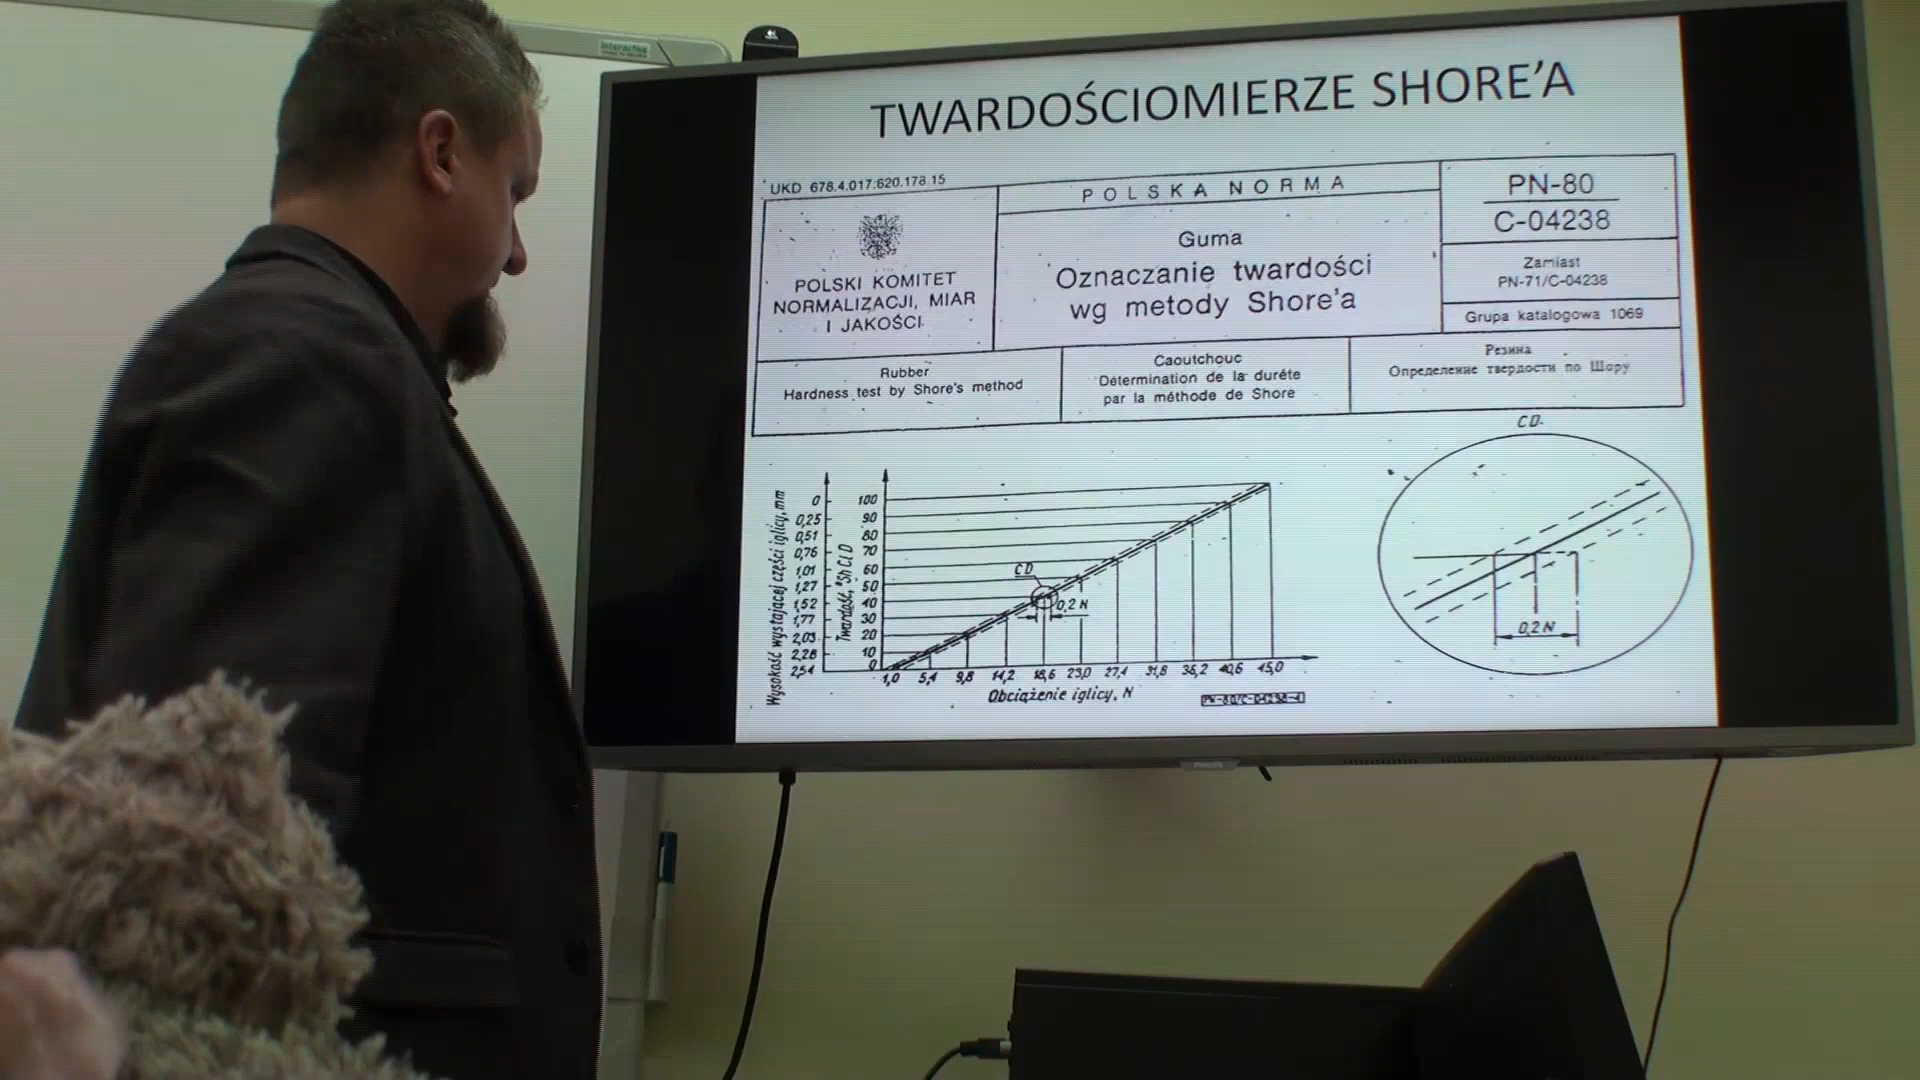 interactive
TWARDOŚCIOMIERZE SHORE'A
UKD 678.4.017:620.178.15
POLSKI KOMITET
NORMALIZACJI, MIAR
I JAKOŚCI
POLSKA NORMA
Guma
Oznaczanie twardości
wg metody Shore'a
PN-80
C-04238
Zamiast
PN-71/C-04238
Grupa katalogowa 1069
Rubber
Hardness test by Shore's method
Caoutchouc
Détermination de la duréte
par la méthode de Shore
Резина
Определение твердости по Шору
Wysokość wystającej części iglicy, mm
0
0,25
0,51
0,76
1,01
1,27
1,52
1,77
2,03
2,28
2,54
Twardość, °Sh C i D
100
90
80
70
60
50
40
30
20
10
0
CD
0,2 N
1,0 5,4 9,8 14,2 18,6 23,0 27,4 31,8 36,2 40,6 45,0
Obciążenie iglicy, N
PN-80/C-04238-4
CD
0,2 N
PHILIPS